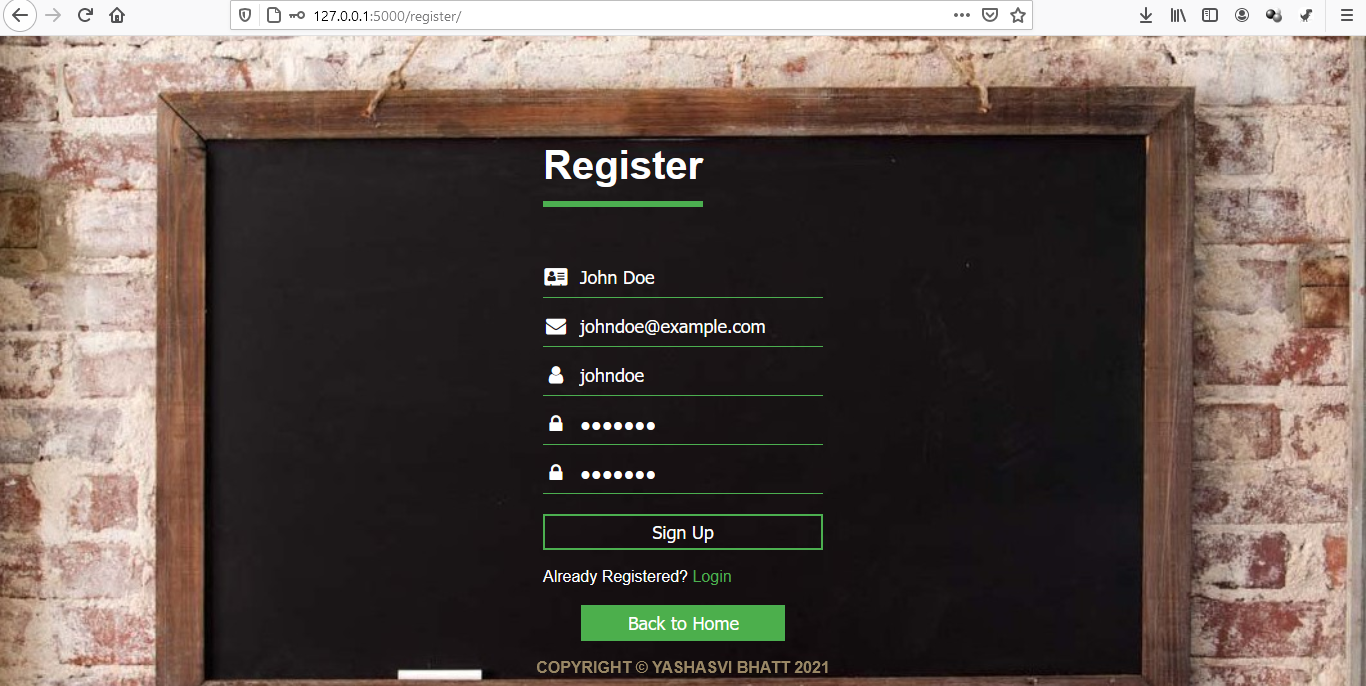 127.0.0.1:5000/register/
Register
John Doe
johndoe@example.com
johndoe
●●●●●●●
●●●●●●●
Sign Up
Already Registered? Login
Back to Home
COPYRIGHT © YASHASVI BHATT 2021